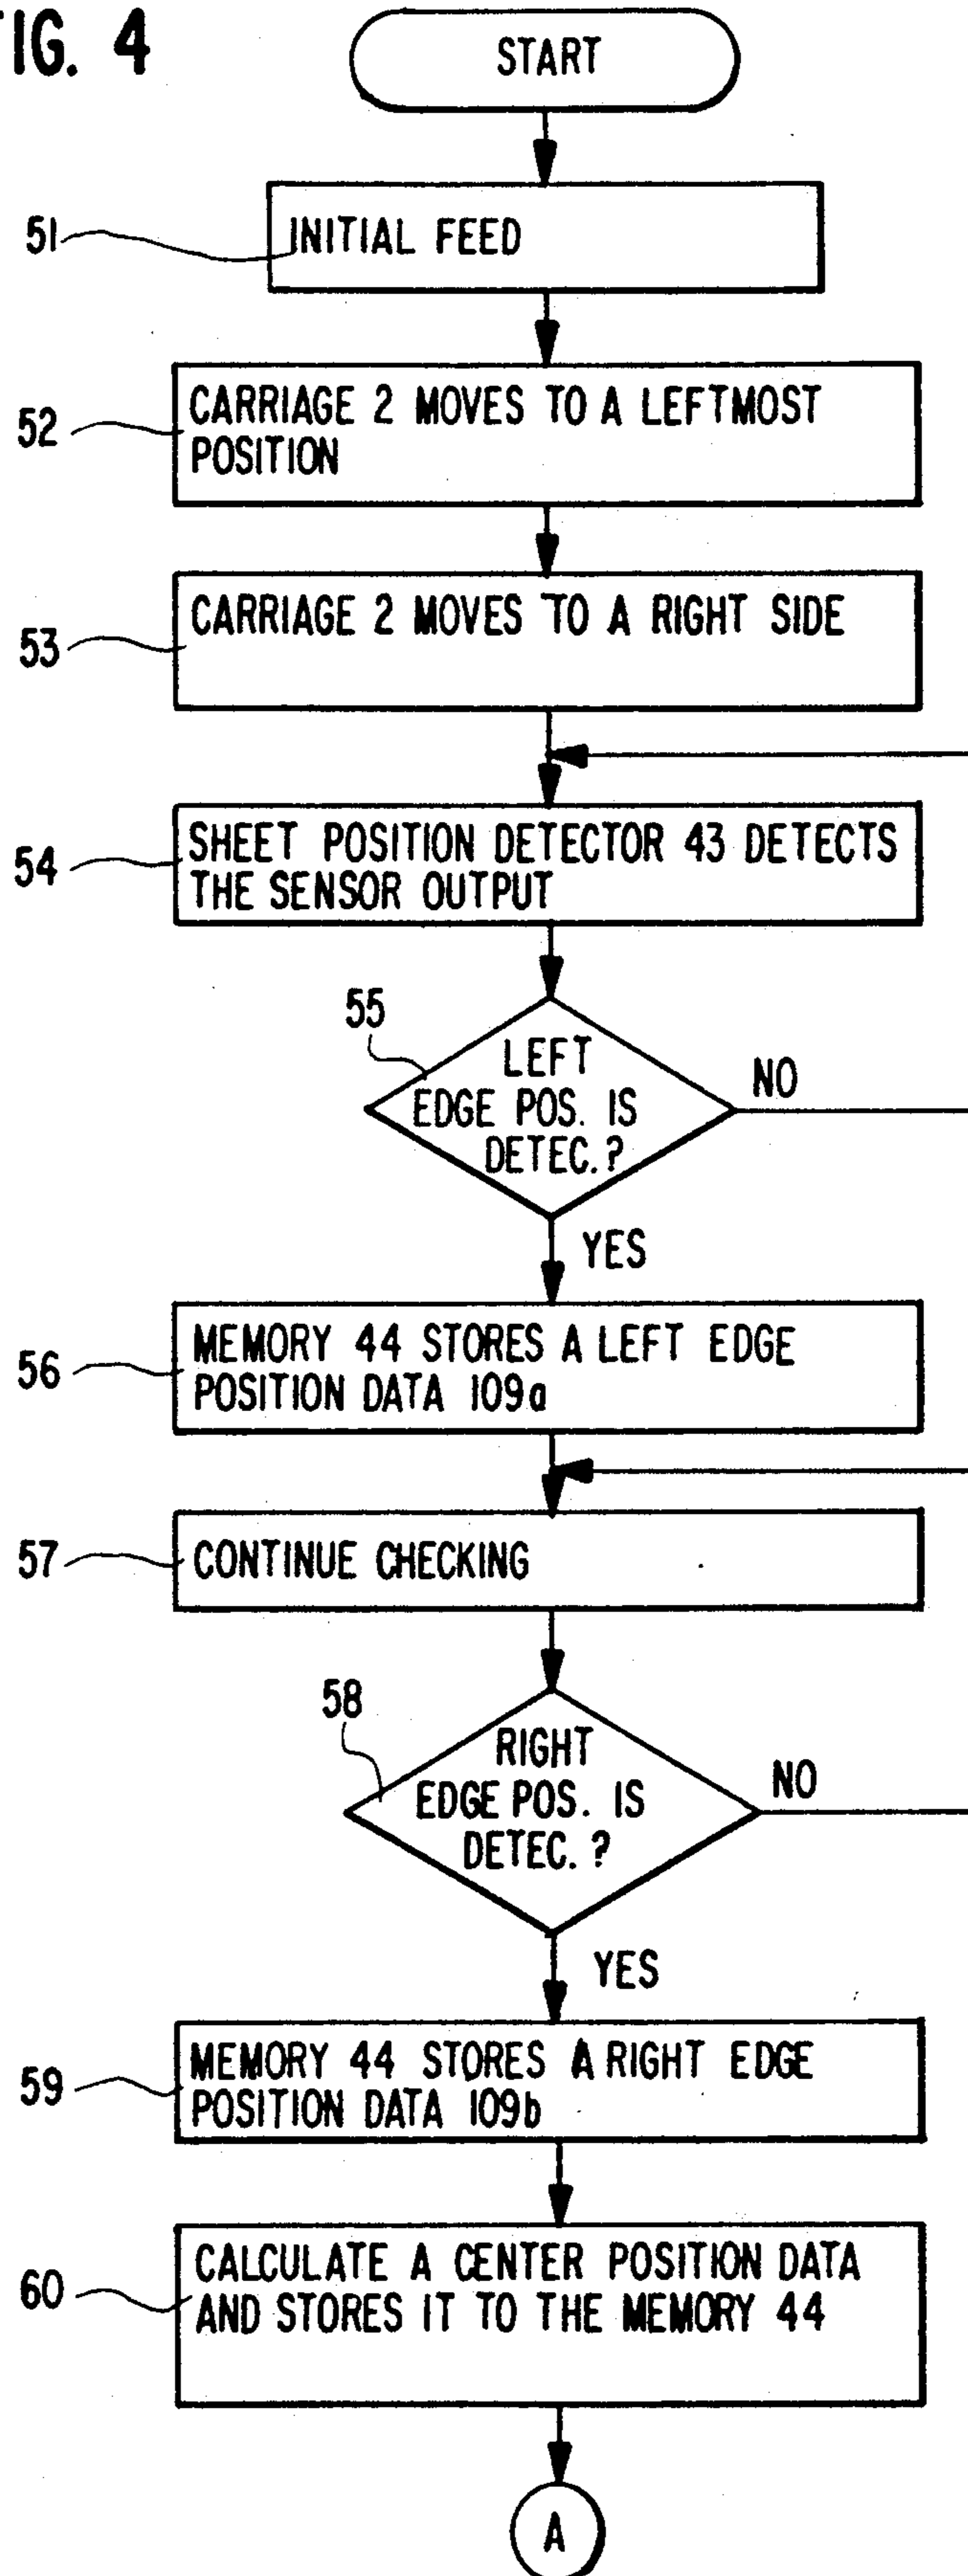 FIG. 4
START
51
INITIAL FEED
52
CARRIAGE 2 MOVES TO A LEFTMOST
POSITION
53
CARRIAGE 2 MOVES TO A RIGHT SIDE
54
SHEET POSITION DETECTOR 43 DETECTS
THE SENSOR OUTPUT
55
LEFT
EDGE POS. IS
DETEC.?
NO
YES
56
MEMORY 44 STORES A LEFT EDGE
POSITION DATA 109a
57
CONTINUE CHECKING
58
RIGHT
EDGE POS. IS
DETEC. ?
NO
YES
59
MEMORY 44 STORES A RIGHT EDGE
POSITION DATA 109b
60
CALCULATE A CENTER POSITION DATA
AND STORES IT TO THE MEMORY 44
A